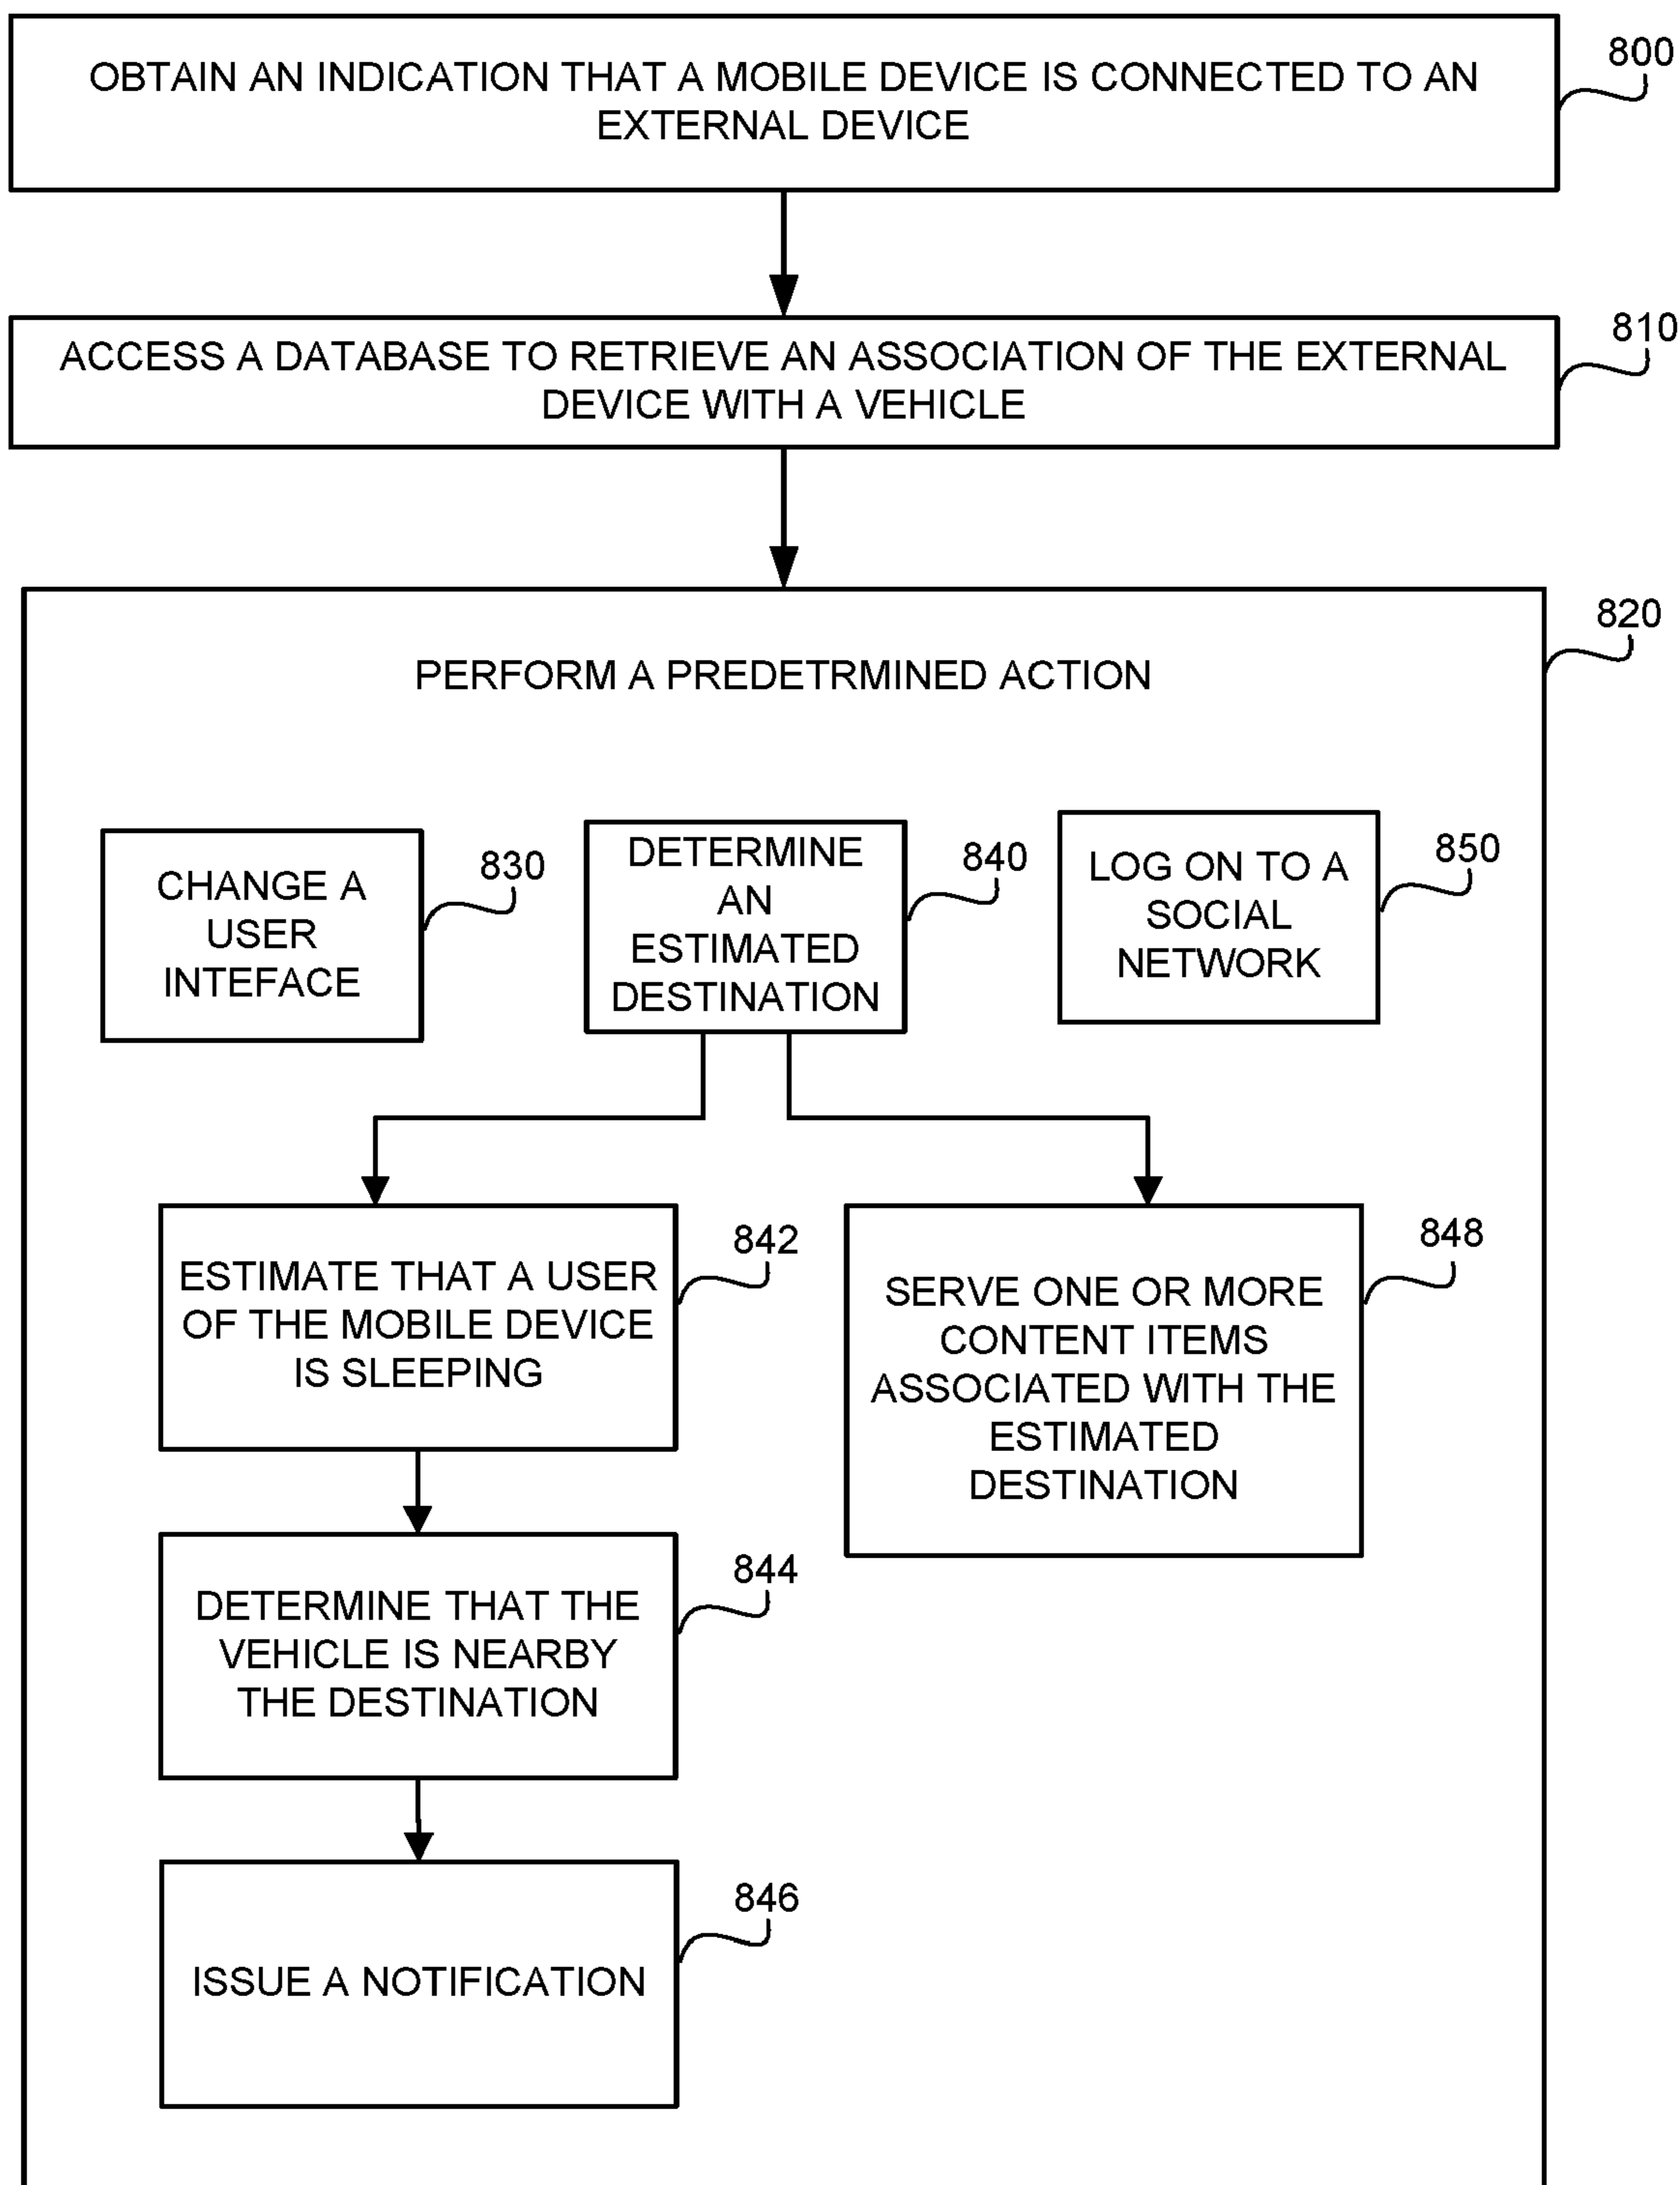 OBTAIN AN INDICATION THAT A MOBILE DEVICE IS CONNECTED TO AN
EXTERNAL DEVICE
800
ACCESS A DATABASE TO RETRIEVE AN ASSOCIATION OF THE EXTERNAL
DEVICE WITH A VEHICLE
810
PERFORM A PREDETRMINED ACTION
820
CHANGE A
USER
INTEFACE
830
DETERMINE
AN
ESTIMATED
DESTINATION
840
LOG ON TO A
SOCIAL
NETWORK
850
ESTIMATE THAT A USER
OF THE MOBILE DEVICE
IS SLEEPING
842
SERVE ONE OR MORE
CONTENT ITEMS
ASSOCIATED WITH THE
ESTIMATED
DESTINATION
848
DETERMINE THAT THE
VEHICLE IS NEARBY
THE DESTINATION
844
ISSUE A NOTIFICATION
846